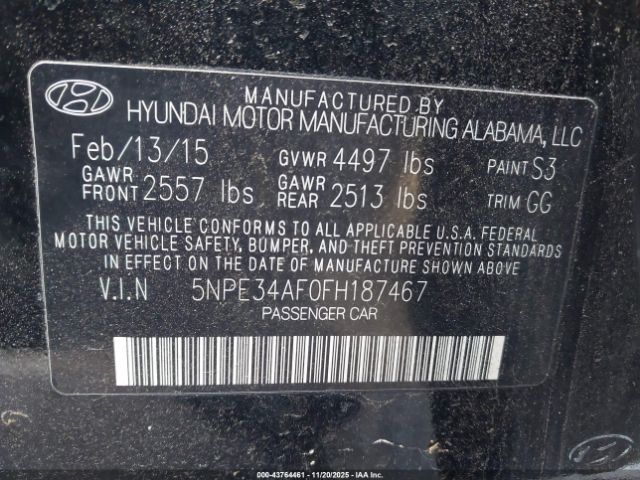 MANUFACTURED BY
HYUNDAI MOTOR MANUFACTURING ALABAMA, LLC
Feb/13/15 GVWR 4497 lbs PAINT S3
GAWR FRONT 2557 lbs GAWR REAR 2513 lbs TRIM GG
THIS VEHICLE CONFORMS TO ALL APPLICABLE U.S.A. FEDERAL
MOTOR VEHICLE SAFETY, BUMPER, AND THEFT PREVENTION STANDARDS
IN EFFECT ON THE DATE OF MANUFACTURE SHOWN ABOVE.
V.I.N 5NPE34AF0FH187467
PASSENGER CAR
000-43764461 - 11/20/2025 - IAA Inc.